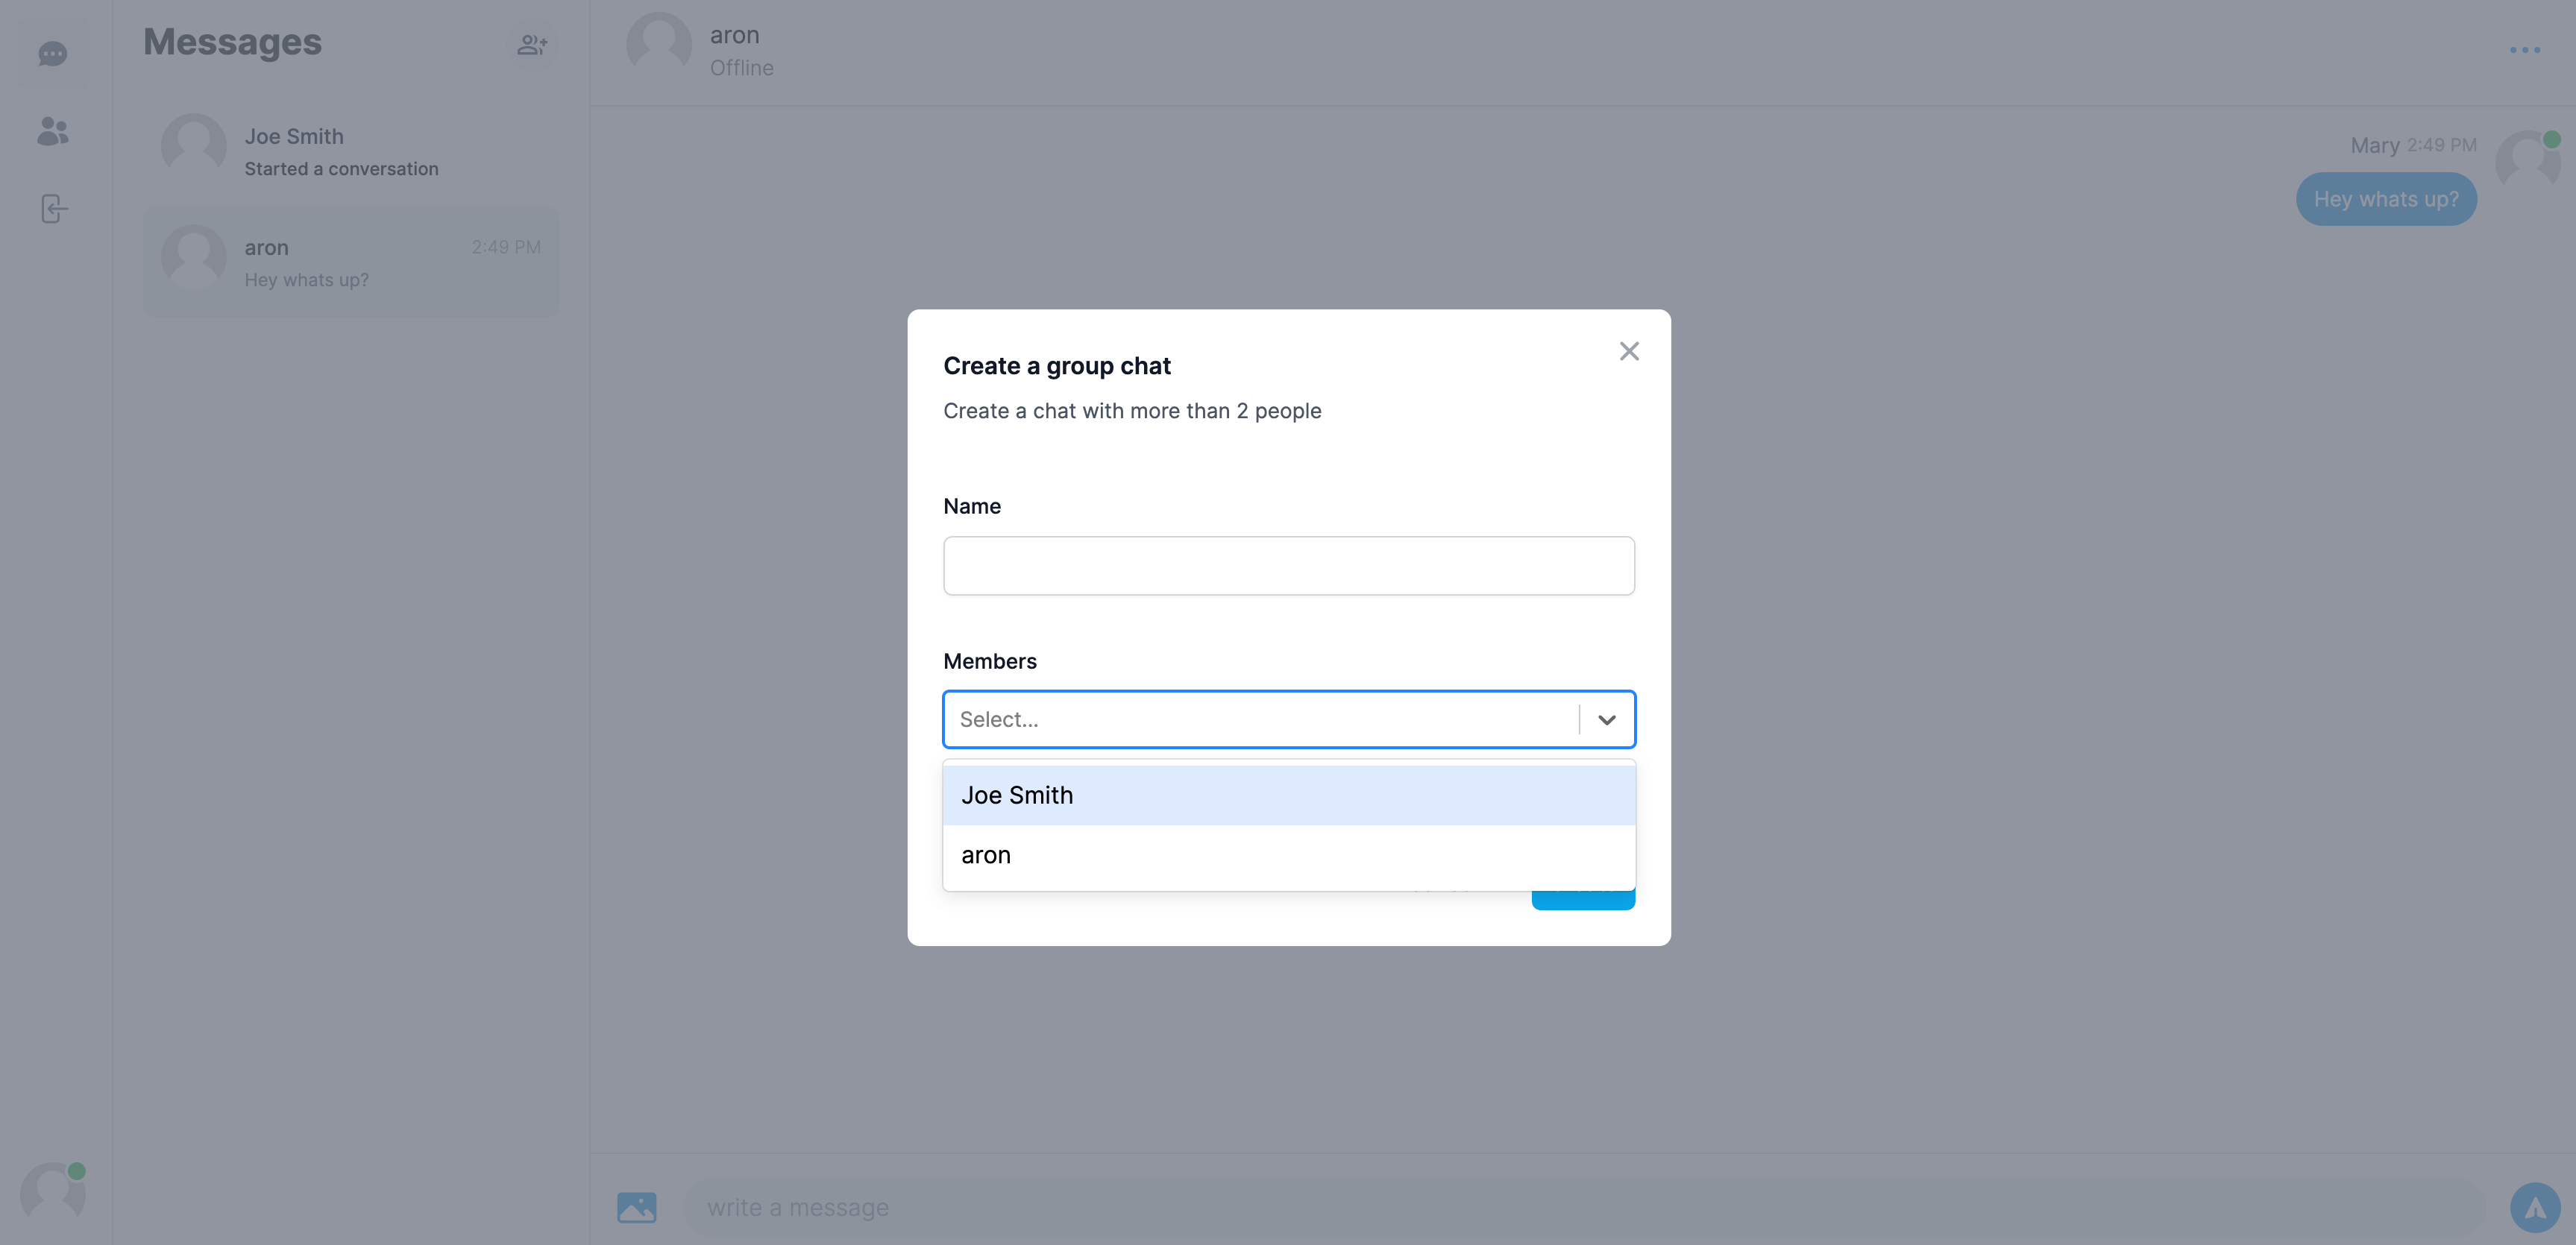 Messages
Joe Smith
Started a conversation
aron
2:49 PM
Hey whats up?
aron
Offline
Mary 2:49 PM
Hey whats up?
Create a group chat
Create a chat with more than 2 people
Name
Members
Select...
Joe Smith
aron
write a message